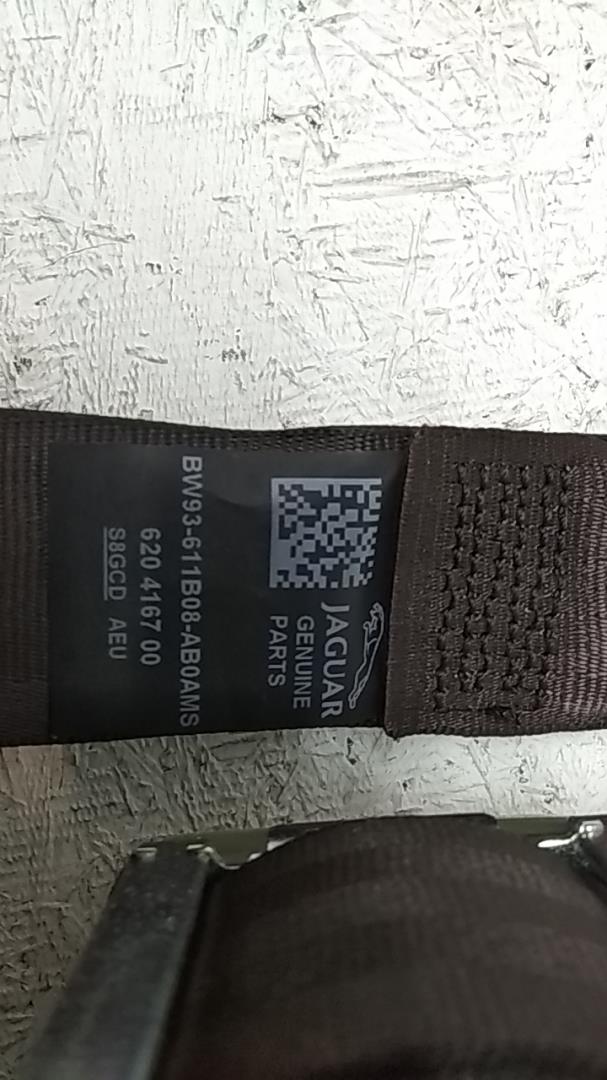 JAGUAR
GENUINE
PARTS
BW93-611B08-AB0AMS
620 4167 00
S8GCD AEU